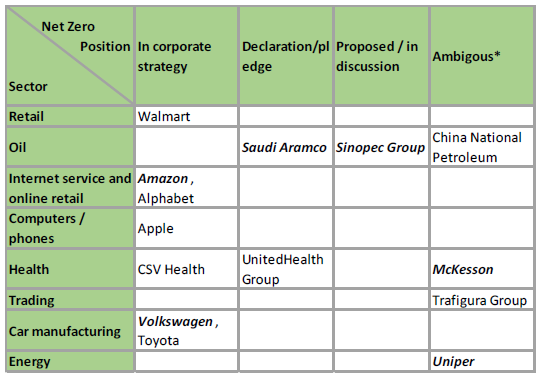 Net Zero
Position
Sector
In corporate
strategy
Declaration/pl
edge
Proposed / in
discussion
Ambigous*
Retail
Walmart
Oil
Saudi Aramco
Sinopec Group
China National
Petroleum
Internet service and
online retail
Amazon ,
Alphabet
Computers /
phones
Apple
Health
CSV Health
UnitedHealth
Group
McKesson
Trading
Trafigura Group
Car manufacturing
Volkswagen ,
Toyota
Energy
Uniper